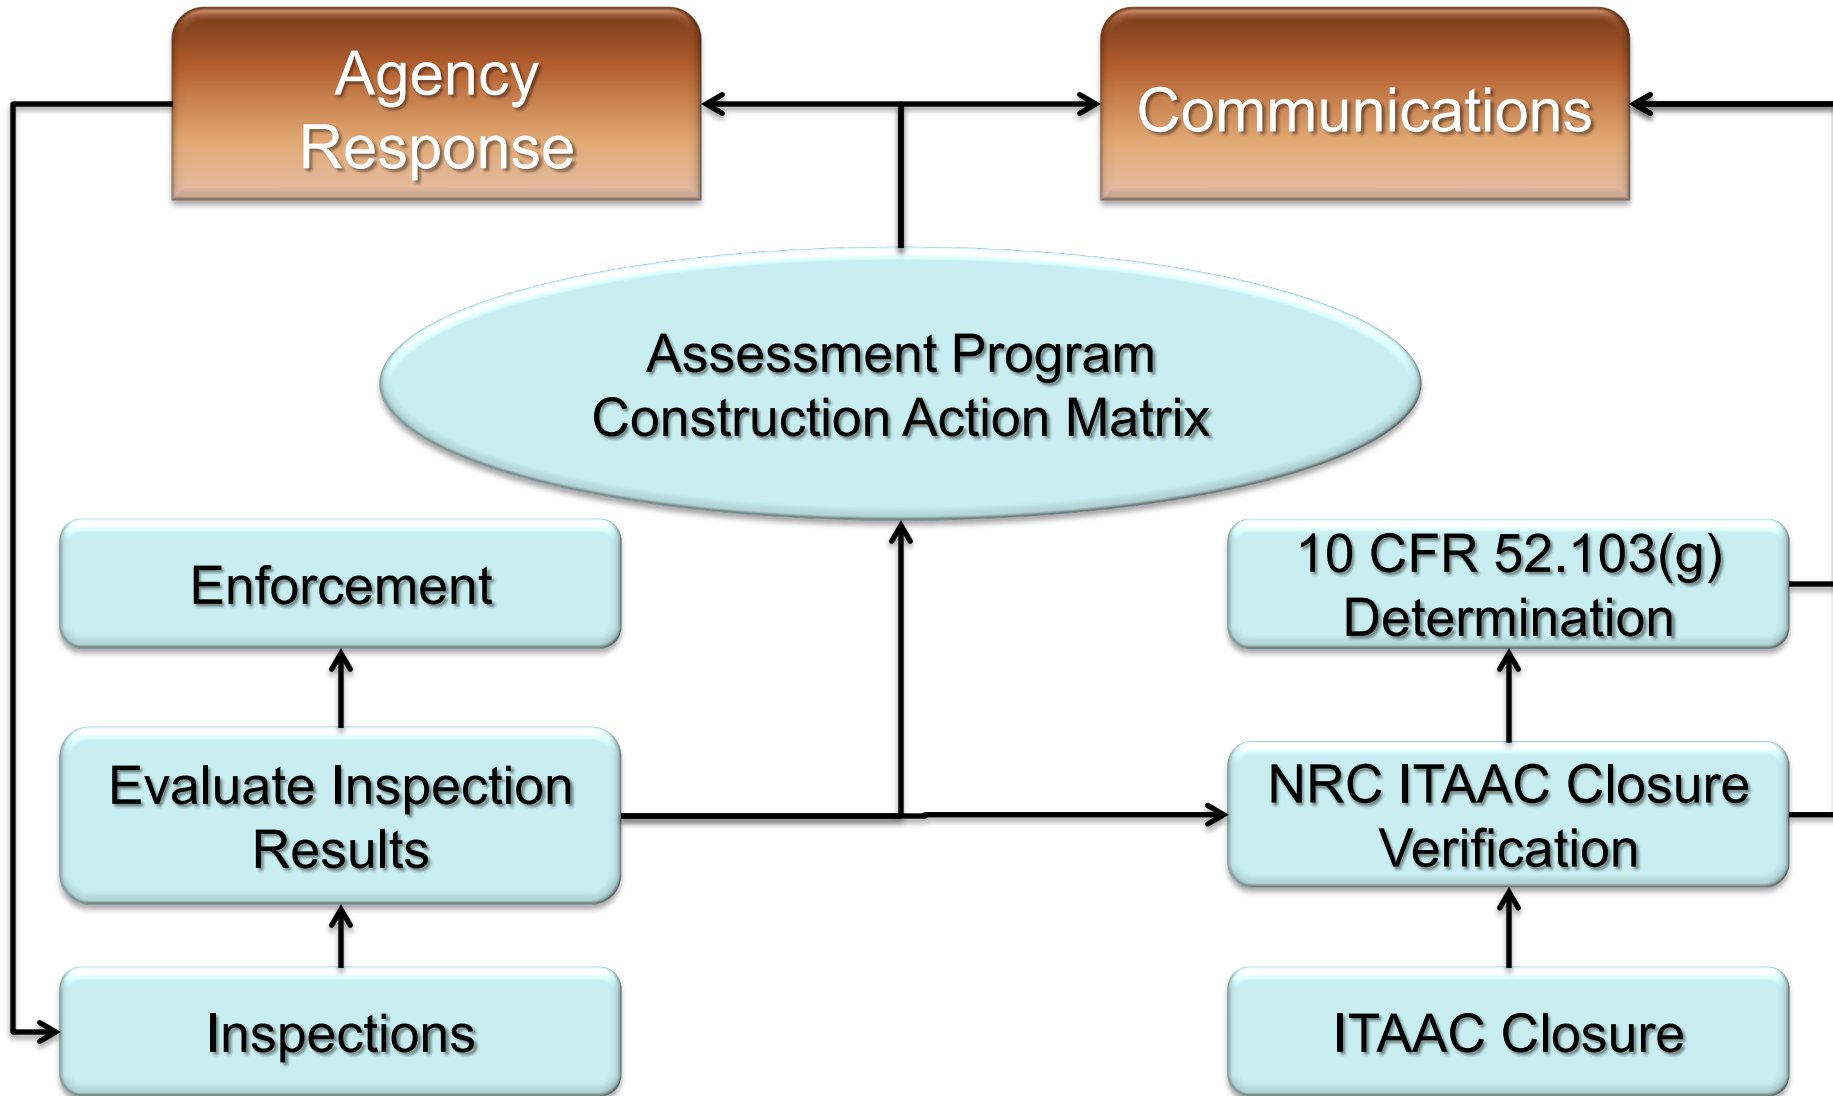 Agency
Response
Communications
Assessment Program
Construction Action Matrix
Enforcement
10 CFR 52.103(g)
Determination
Evaluate Inspection
Results
NRC ITAAC Closure
Verification
Inspections
ITAAC Closure